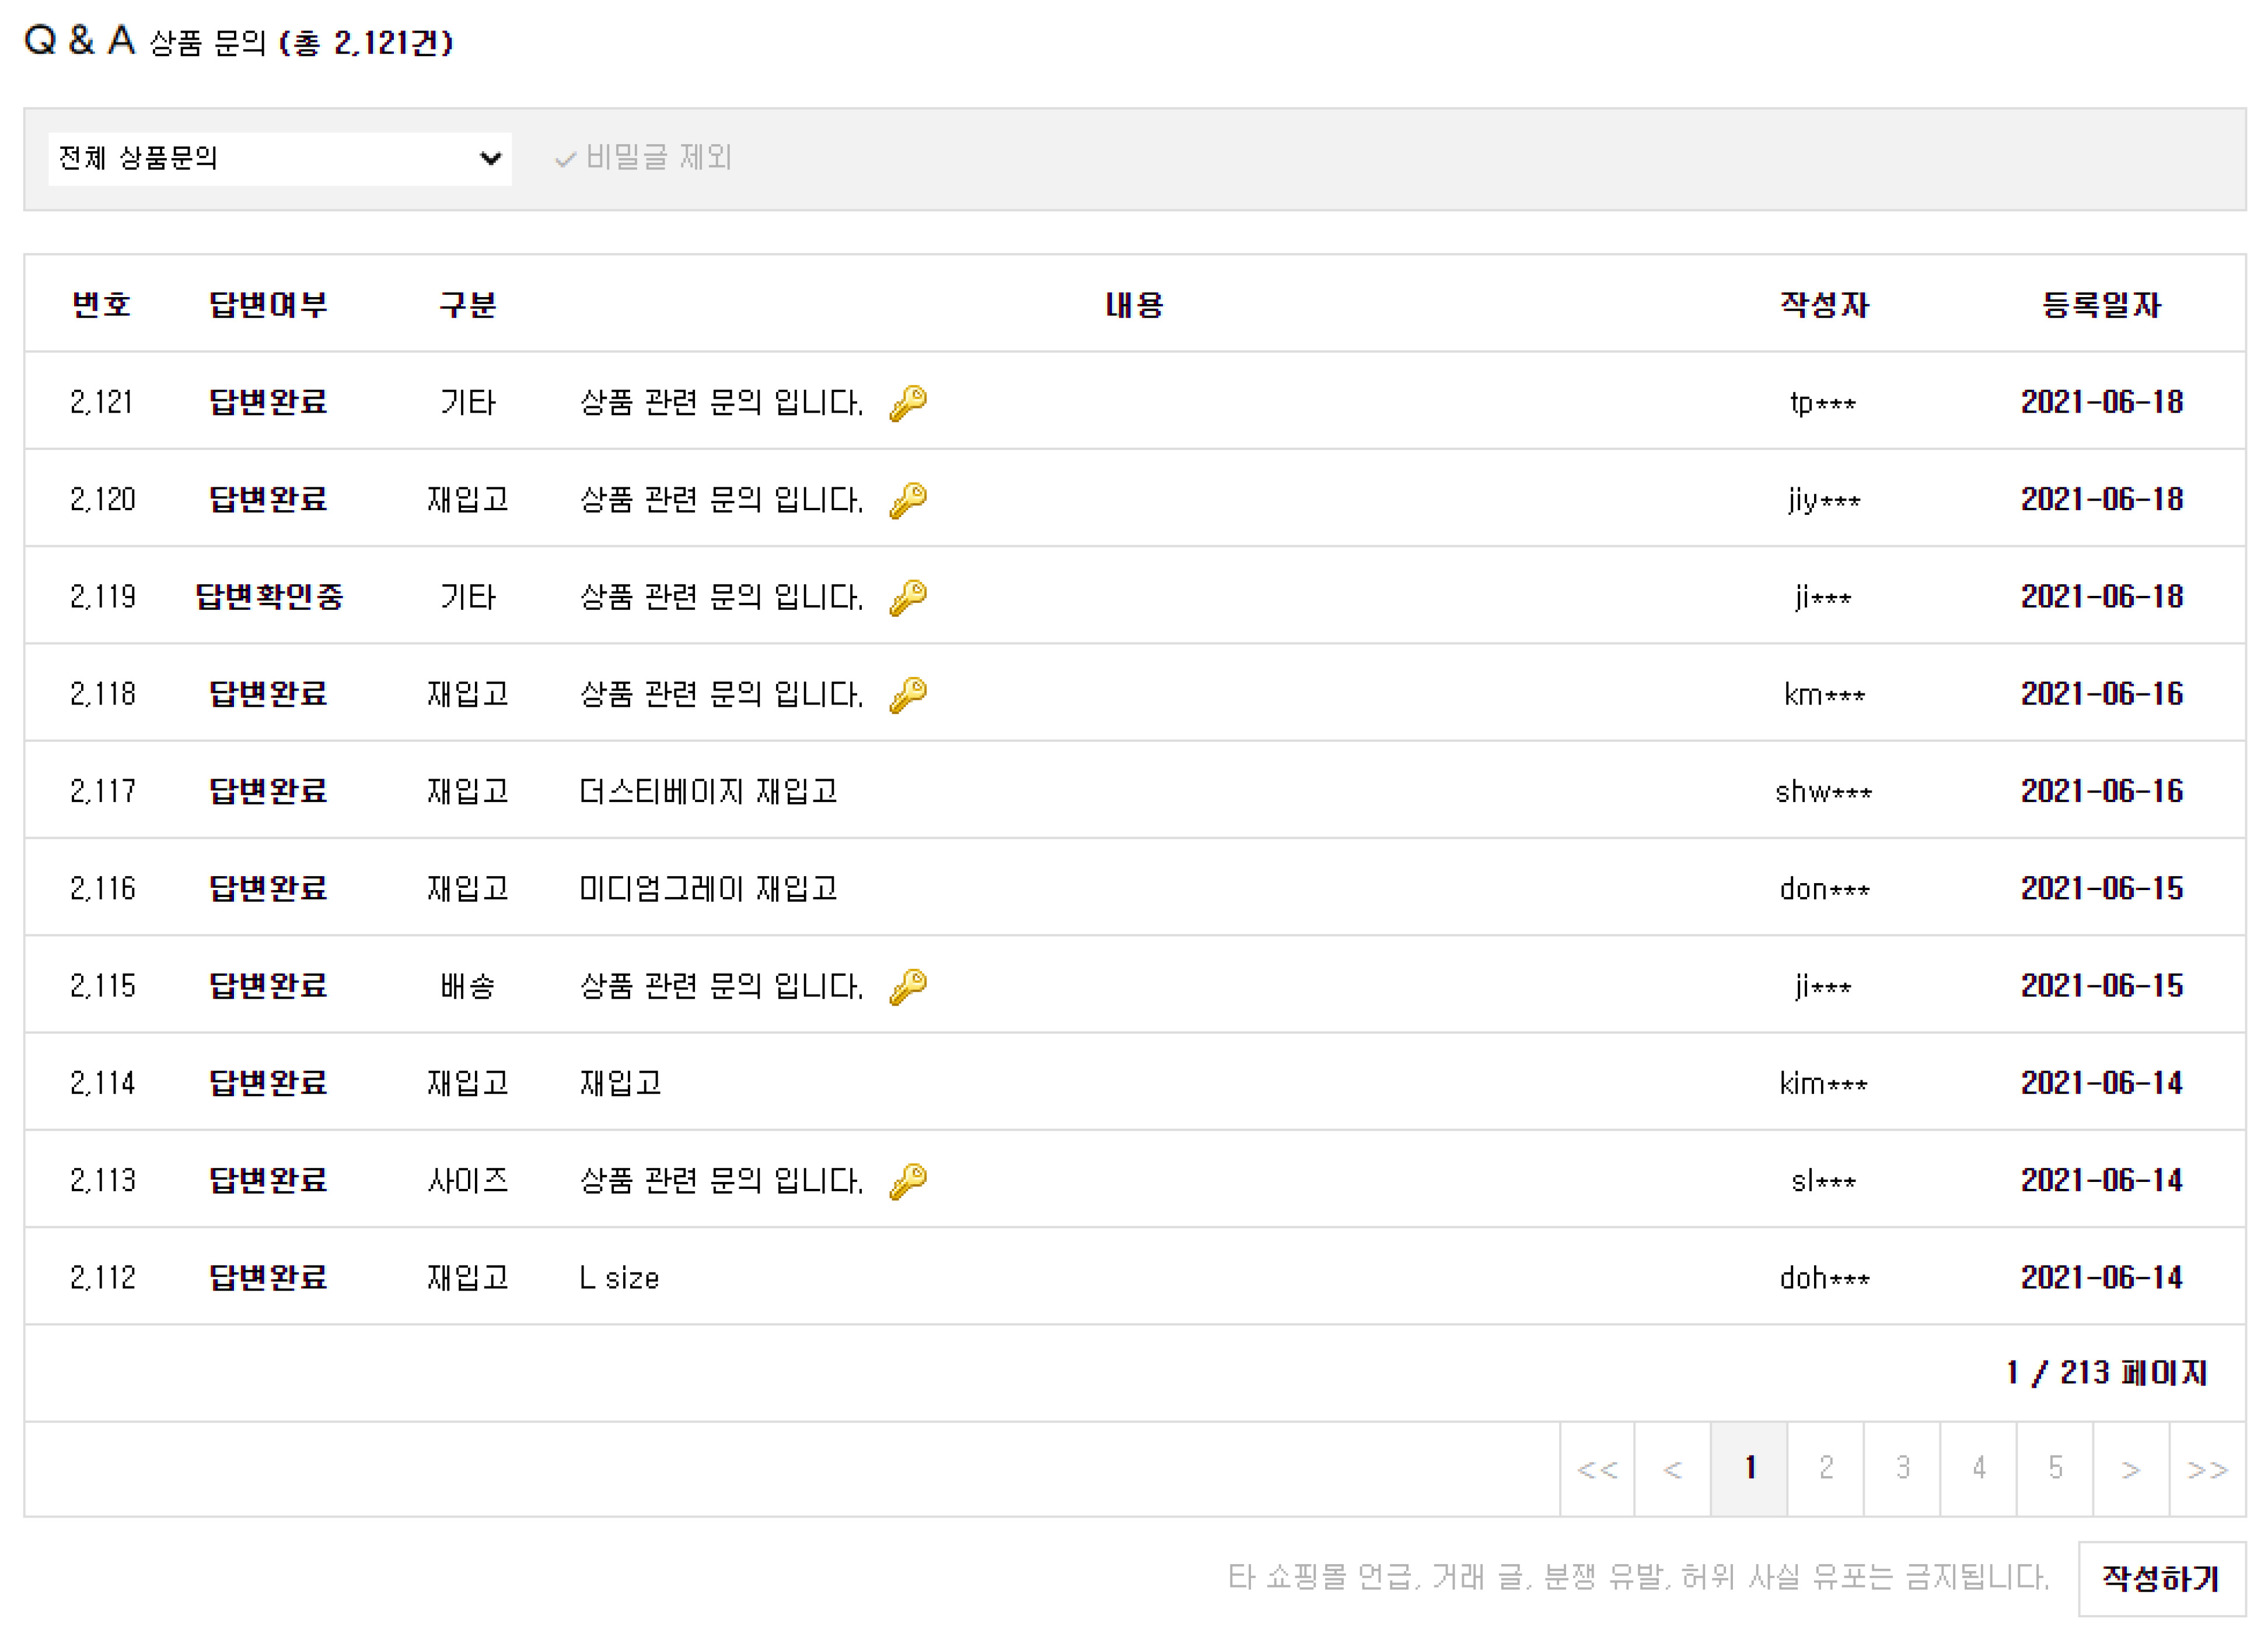 Q & A 상품 문의 (총 2,121건)
전체 상품문의 비밀글 제외
번호 답변여부 구분 내용 작성자 등록일자
2,121 답변완료 기타 상품 관련 문의 입니다. tp*** 2021-06-18
2,120 답변완료 재입고 상품 관련 문의 입니다. jiy*** 2021-06-18
2,119 답변확인중 기타 상품 관련 문의 입니다. ji*** 2021-06-18
2,118 답변완료 재입고 상품 관련 문의 입니다. km*** 2021-06-16
2,117 답변완료 재입고 더스티베이지 재입고 shw*** 2021-06-16
2,116 답변완료 재입고 미디엄그레이 재입고 don*** 2021-06-15
2,115 답변완료 배송 상품 관련 문의 입니다. ji*** 2021-06-15
2,114 답변완료 재입고 재입고 kim*** 2021-06-14
2,113 답변완료 사이즈 상품 관련 문의 입니다. sl*** 2021-06-14
2,112 답변완료 재입고 L size doh*** 2021-06-14
1 / 213 페이지
<< < 1 2 3 4 5 > >>
타 쇼핑몰 언급, 거래 글, 분쟁 유발, 허위 사실 유포는 금지됩니다. 작성하기